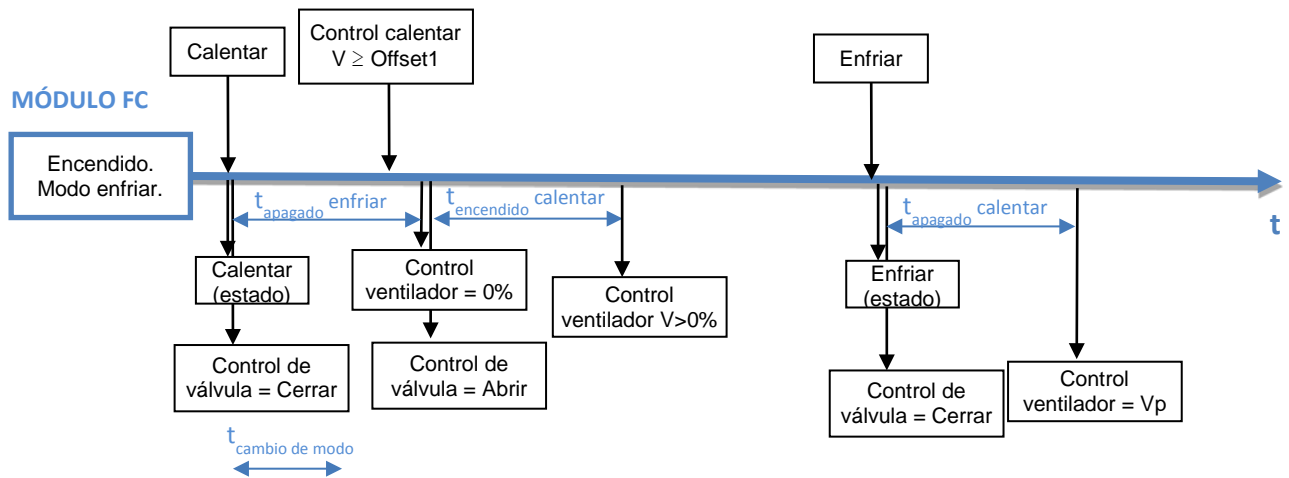 Calentar
Control calentar
V ≥ Offset1
Enfriar
MÓDULO FC
Encendido.
Modo enfriar.
t apagado enfriar
t encendido calentar
t apagado calentar
t
Calentar
(estado)
Control
ventilador = 0%
Control
ventilador V>0%
Enfriar
(estado)
Control de
válvula = Cerrar
Control de
válvula = Abrir
Control de
válvula = Cerrar
Control
ventilador = Vp
t cambio de modo